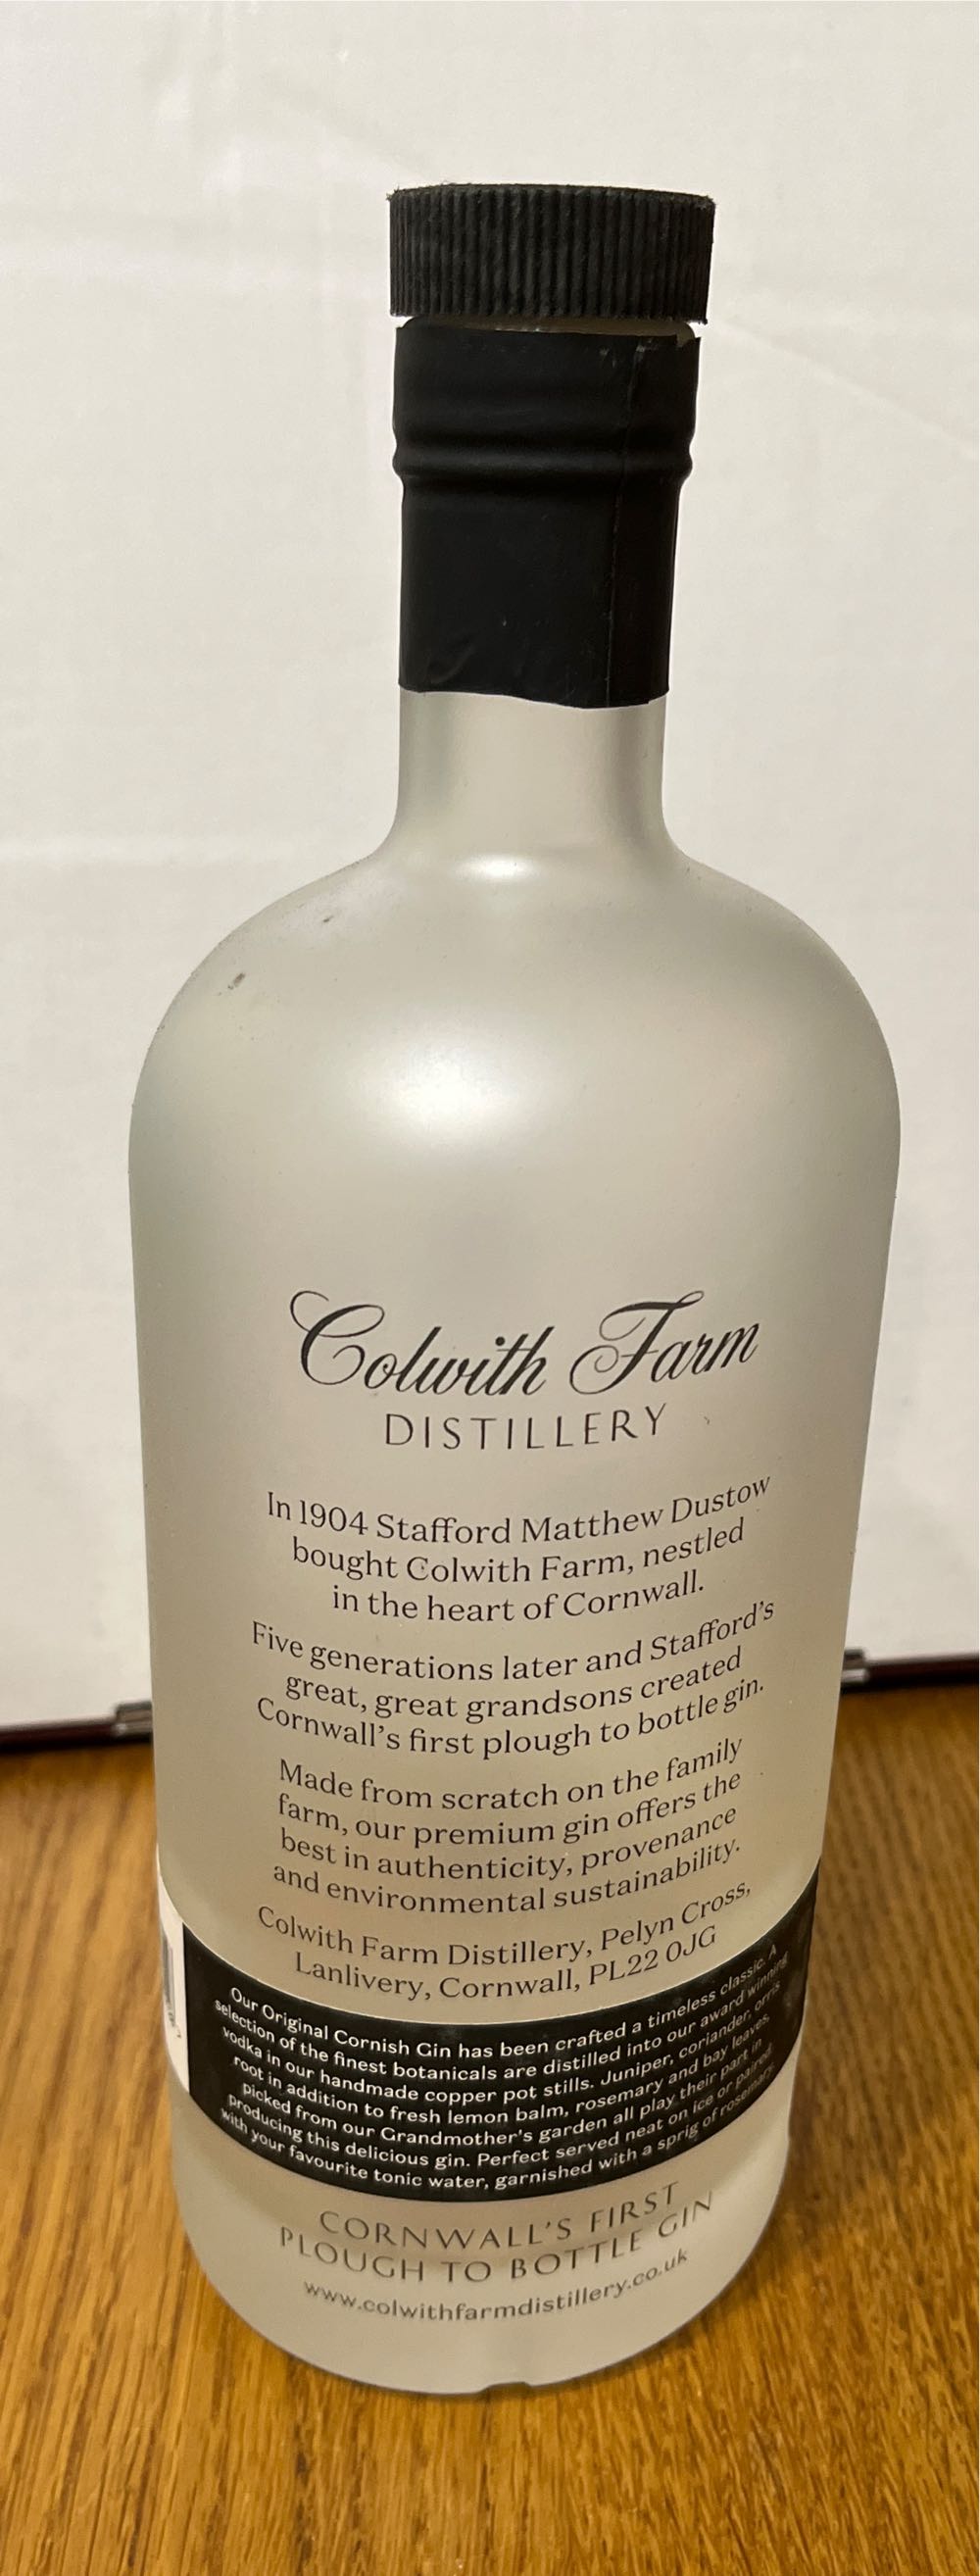 Colwith Farm
DISTILLERY
In 1904 Stafford Matthew Dustow
bought Colwith Farm, nestled
in the heart of Cornwall.
Five generations later and Stafford's
great, great grandsons created
Cornwall's first plough to bottle gin.
Made from scratch on the family
farm, our premium gin offers the
best in authenticity, provenance
and environmental sustainability.
Colwith Farm Distillery, Pelyn Cross,
Lanlivery, Cornwall, PL22 0JG
Our Original Cornish Gin has been crafted a timeless classic. A
selection of the finest botanicals are distilled into our award winning
vodka in our handmade copper pot stills. Juniper, coriander, orris
root in addition to fresh lemon balm, rosemary and bay leaves,
picked from our Grandmother's garden all play their part in
producing this delicious gin. Perfect served neat on ice or paired
with your favourite tonic water, garnished with a sprig of rosemary.
CORNWALL'S FIRST
PLOUGH TO BOTTLE GIN
www.colwithfarmdistillery.co.uk